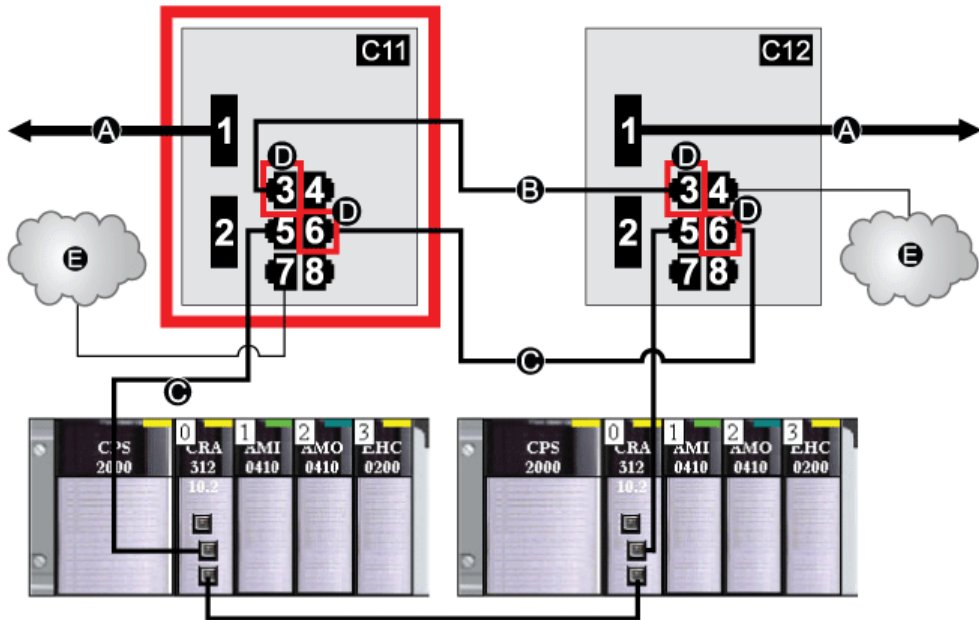 C11
C12
A
1
1
A
D
D
3 4
B
3 4
D
D
2
5 6
2
5 6
E
E
7 8
7 8
C
C
0 1 2 3
0 1 2 3
CPS CRA AMI AMO EHC
2000 312 0410 0410 0200
10.2
CPS CRA AMI AMO EHC
2000 312 0410 0410 0200
10.2